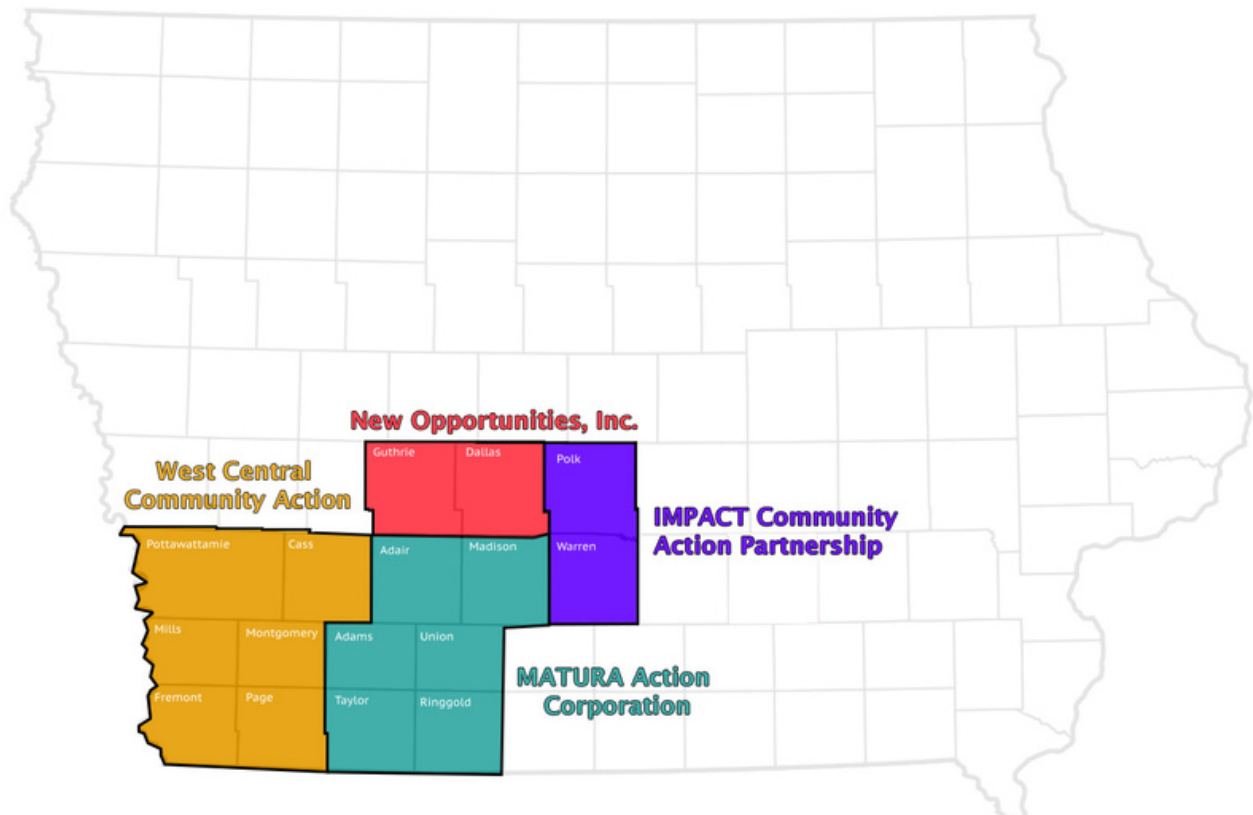 New Opportunities, Inc.
Guthrie
Dallas
Polk
West Central
Community Action
IMPACT Community
Action Partnership
Pottawattamie
Cass
Adair
Madison
Warren
Mills
Montgomery
Adams
Union
MATURA Action
Corporation
Fremont
Page
Taylor
Ringgold